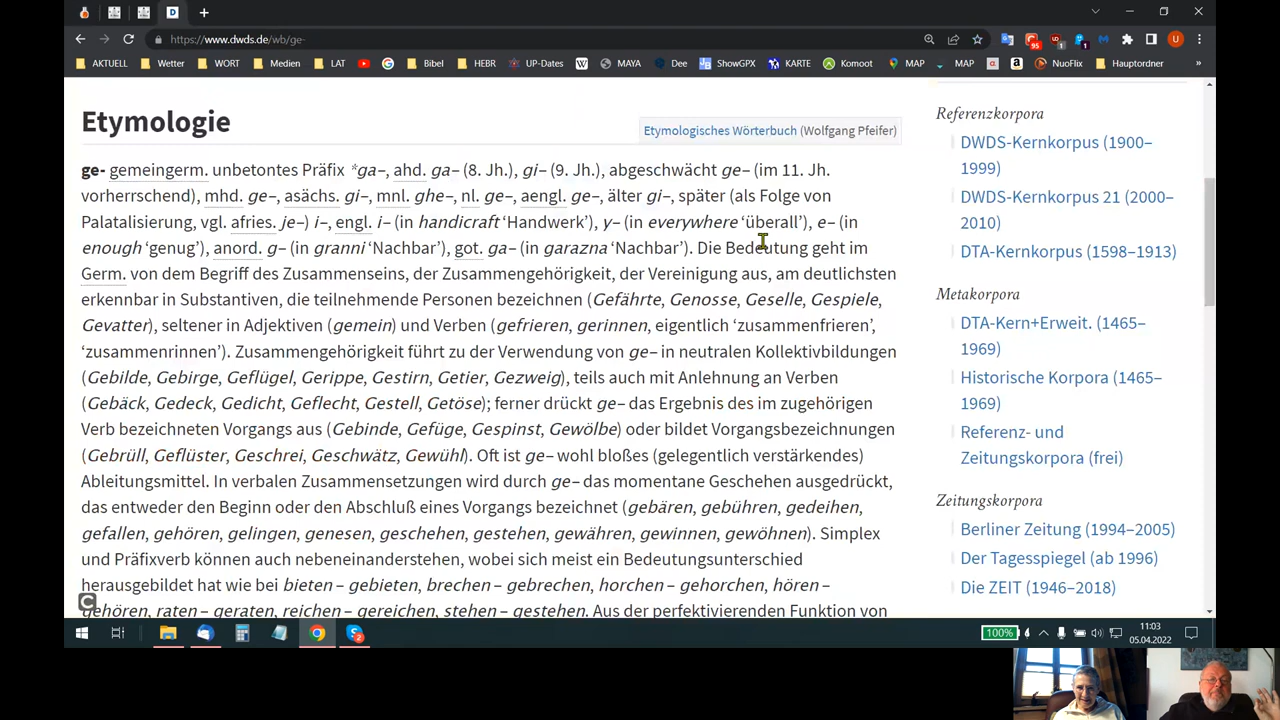 D
https://www.dwds.de/wb/ge-
95
1
1
U
AKTUELL Wetter WORT Medien LAT G Bibel HEBR UP-Dates W MAYA Dee ShowGPX KARTE Komoot MAP MAP a a NuoFlix Hauptordner »
Etymologie
Etymologisches Wörterbuch (Wolfgang Pfeifer)
ge- gemeingerm. unbetontes Präfix *ga–, ahd. ga– (8. Jh.), gi– (9. Jh.), abgeschwächt ge– (im 11. Jh.
vorherrschend), mhd. ge–, asächs. gi–, mnl. ghe–, nl. ge–, aengl. ge–, älter gi–, später (als Folge von
Palatalisierung, vgl. afries. je–) i–, engl. i– (in handicraft ‘Handwerk’), y– (in everywhere ‘überall’), e– (in
enough ‘genug’), anord. g– (in granni ‘Nachbar’), got. ga– (in garazna ‘Nachbar’). Die Bedeutung geht im
Germ. von dem Begriff des Zusammenseins, der Zusammengehörigkeit, der Vereinigung aus, am deutlichsten
erkennbar in Substantiven, die teilnehmende Personen bezeichnen (Gefährte, Genosse, Geselle, Gespiele,
Gevatter), seltener in Adjektiven (gemein) und Verben (gefrieren, gerinnen, eigentlich ‘zusammenfrieren’,
‘zusammenrinnen’). Zusammengehörigkeit führt zu der Verwendung von ge– in neutralen Kollektivbildungen
(Gebilde, Gebirge, Geflügel, Gerippe, Gestirn, Getier, Gezweig), teils auch mit Anlehnung an Verben
(Gebäck, Gedeck, Gedicht, Geflecht, Gestell, Getöse); ferner drückt ge– das Ergebnis des im zugehörigen
Verb bezeichneten Vorgangs aus (Gebinde, Gefüge, Gespinst, Gewölbe) oder bildet Vorgangsbezeichnungen
(Gebrüll, Geflüster, Geschrei, Geschwätz, Gewühl). Oft ist ge– wohl bloßes (gelegentlich verstärkendes)
Ableitungsmittel. In verbalen Zusammensetzungen wird durch ge– das momentane Geschehen ausgedrückt,
das entweder den Beginn oder den Abschluß eines Vorgangs bezeichnet (gebären, gebühren, gedeihen,
gefallen, gehören, gelingen, genesen, geschehen, gestehen, gewähren, gewinnen, gewöhnen). Simplex
und Präfixverb können auch nebeneinanderstehen, wobei sich meist ein Bedeutungsunterschied
herausgebildet hat wie bei bieten – gebieten, brechen – gebrechen, horchen – gehorchen, hören –
gehören, raten – geraten, reichen – gereichen, stehen – gestehen. Aus der perfektivierenden Funktion von
Referenzkorpora
DWDS-Kernkorpus (1900–
1999)
DWDS-Kernkorpus 21 (2000–
2010)
DTA-Kernkorpus (1598–1913)
Metakorpora
DTA-Kern+Erweit. (1465–
1969)
Historische Korpora (1465–
1969)
Referenz- und
Zeitungskorpora (frei)
Zeitungskorpora
Berliner Zeitung (1994–2005)
Der Tagesspiegel (ab 1996)
Die ZEIT (1946–2018)
100%
11:03
05.04.2022